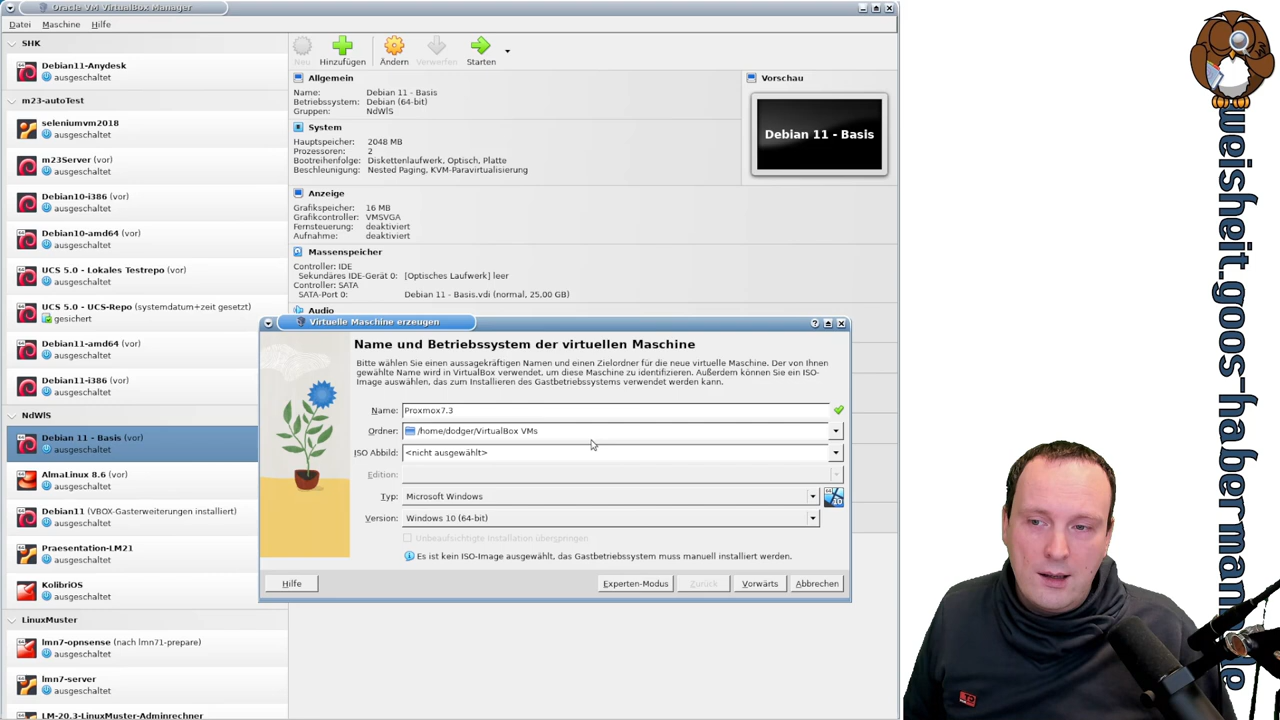 Oracle VM VirtualBox Manager
Datei Maschine Hilfe
SHK
Debian11-Anydesk
ausgeschaltet
m23-autoTest
seleniumvm2018
ausgeschaltet
m23Server (vor)
ausgeschaltet
Debian10-i386 (vor)
ausgeschaltet
Debian10-amd64 (vor)
ausgeschaltet
UCS 5.0 - Lokales Testrepo (vor)
ausgeschaltet
UCS 5.0 - UCS-Repo (systemdatum+zeit gesetzt)
gesichert
Debian11-amd64 (vor)
ausgeschaltet
Debian11-i386 (vor)
ausgeschaltet
NdWlS
Debian 11 - Basis (vor)
ausgeschaltet
AlmaLinux 8.6 (vor)
ausgeschaltet
Debian11 (VBOX-Gasterweiterungen installiert)
ausgeschaltet
Praesentation-LM21
ausgeschaltet
KolibriOS
ausgeschaltet
LinuxMuster
lmn7-opnsense (nach lmn71-prepare)
ausgeschaltet
lmn7-server
ausgeschaltet
LM-20.3-LinuxMuster-Adminrechner
Neu Hinzufügen Ändern Verwerfen Starten
Allgemein
Name: Debian 11 - Basis
Betriebssystem: Debian (64-bit)
Gruppen: NdWlS
System
Hauptspeicher: 2048 MB
Prozessoren: 2
Bootreihenfolge: Diskettenlaufwerk, Optisch, Platte
Beschleunigung: Nested Paging, KVM-Paravirtualisierung
Vorschau
Debian 11 - Basis
Anzeige
Grafikspeicher: 16 MB
Grafikcontroller: VMSVGA
Fernsteuerung: deaktiviert
Aufnahme: deaktiviert
Massenspeicher
Controller: IDE
Sekundäres IDE-Gerät 0: [Optisches Laufwerk] leer
Controller: SATA
SATA-Port 0: Debian 11 - Basis.vdi (normal, 25,00 GB)
Audio
Virtuelle Maschine erzeugen
Name und Betriebssystem der virtuellen Maschine
Bitte wählen Sie einen aussagekräftigen Namen und einen Zielordner für die neue virtuelle Maschine. Der von Ihnen
gewählte Name wird in VirtualBox verwendet, um diese Maschine zu identifizieren. Außerdem können Sie ein ISO-
Image auswählen, das zum Installieren des Gastbetriebssystems verwendet werden kann.
Name: Proxmox7.3
Ordner: /home/dodger/VirtualBox VMs
ISO Abbild: <nicht ausgewählt>
Edition:
Typ: Microsoft Windows
Version: Windows 10 (64-bit)
Unbeaufsichtigte Installation überspringen
Es ist kein ISO-Image ausgewählt, das Gastbetriebssystem muss manuell installiert werden.
Hilfe Experten-Modus Zurück Vorwärts Abbrechen